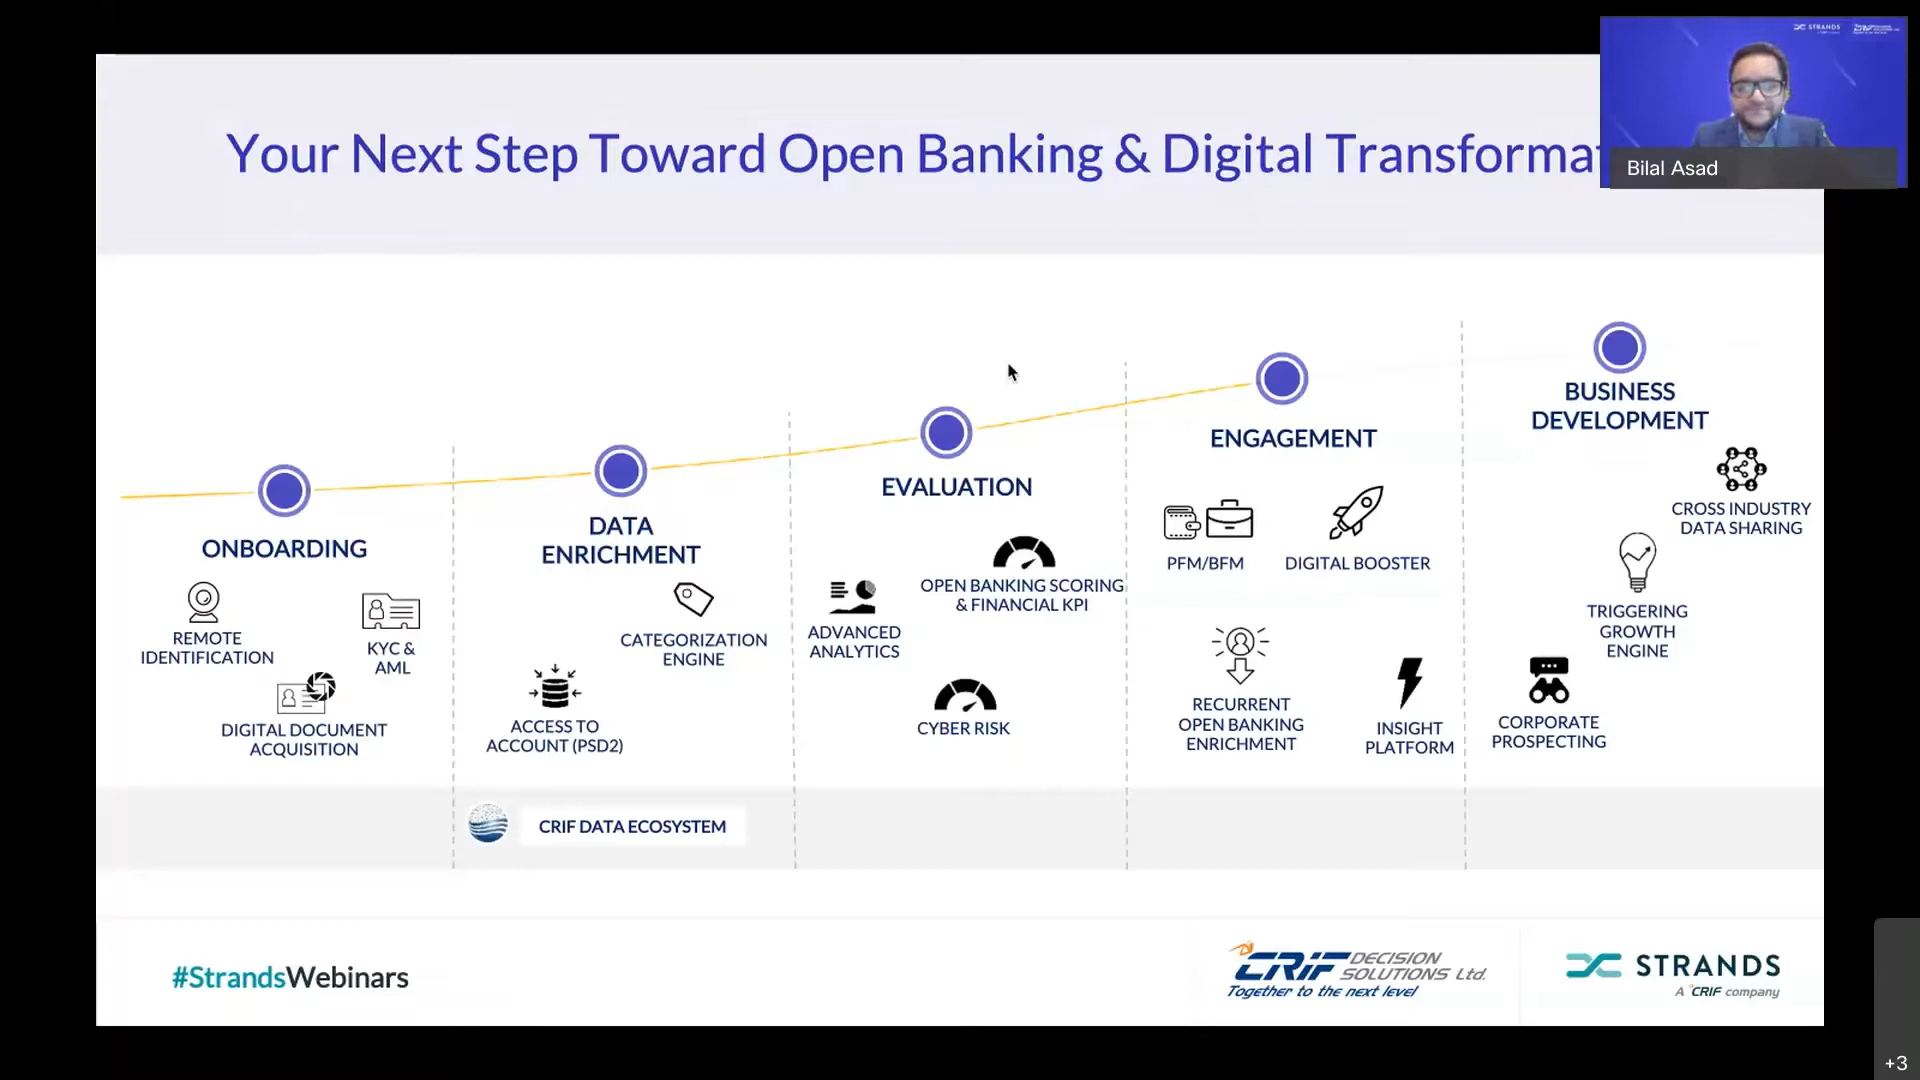 STRANDS
Bilal Asad
Your Next Step Toward Open Banking & Digital Transforma
ONBOARDING
REMOTE
IDENTIFICATION
KYC &
AML
DIGITAL DOCUMENT
ACQUISITION
DATA
ENRICHMENT
CATEGORIZATION
ENGINE
ACCESS TO
ACCOUNT (PSD2)
EVALUATION
OPEN BANKING SCORING
& FINANCIAL KPI
ADVANCED
ANALYTICS
CYBER RISK
ENGAGEMENT
PFM/BFM
DIGITAL BOOSTER
RECURRENT
OPEN BANKING
ENRICHMENT
INSIGHT
PLATFORM
BUSINESS
DEVELOPMENT
CROSS INDUSTRY
DATA SHARING
TRIGGERING
GROWTH
ENGINE
CORPORATE
PROSPECTING
CRIF DATA ECOSYSTEM
#StrandsWebinars
CRIF DECISION
SOLUTIONS Ltd.
Together to the next level
STRANDS
A CRIF company
+3